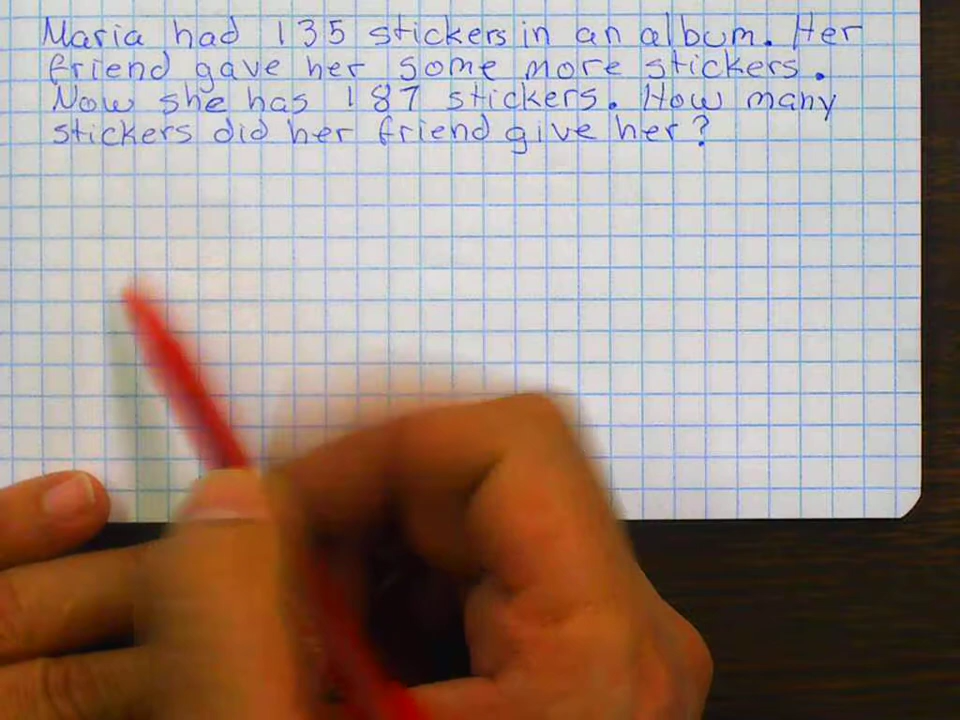 Maria had 135 stickers in an album. Her
friend gave her some more stickers.
Now she has 187 stickers. How many
stickers did her friend give her?